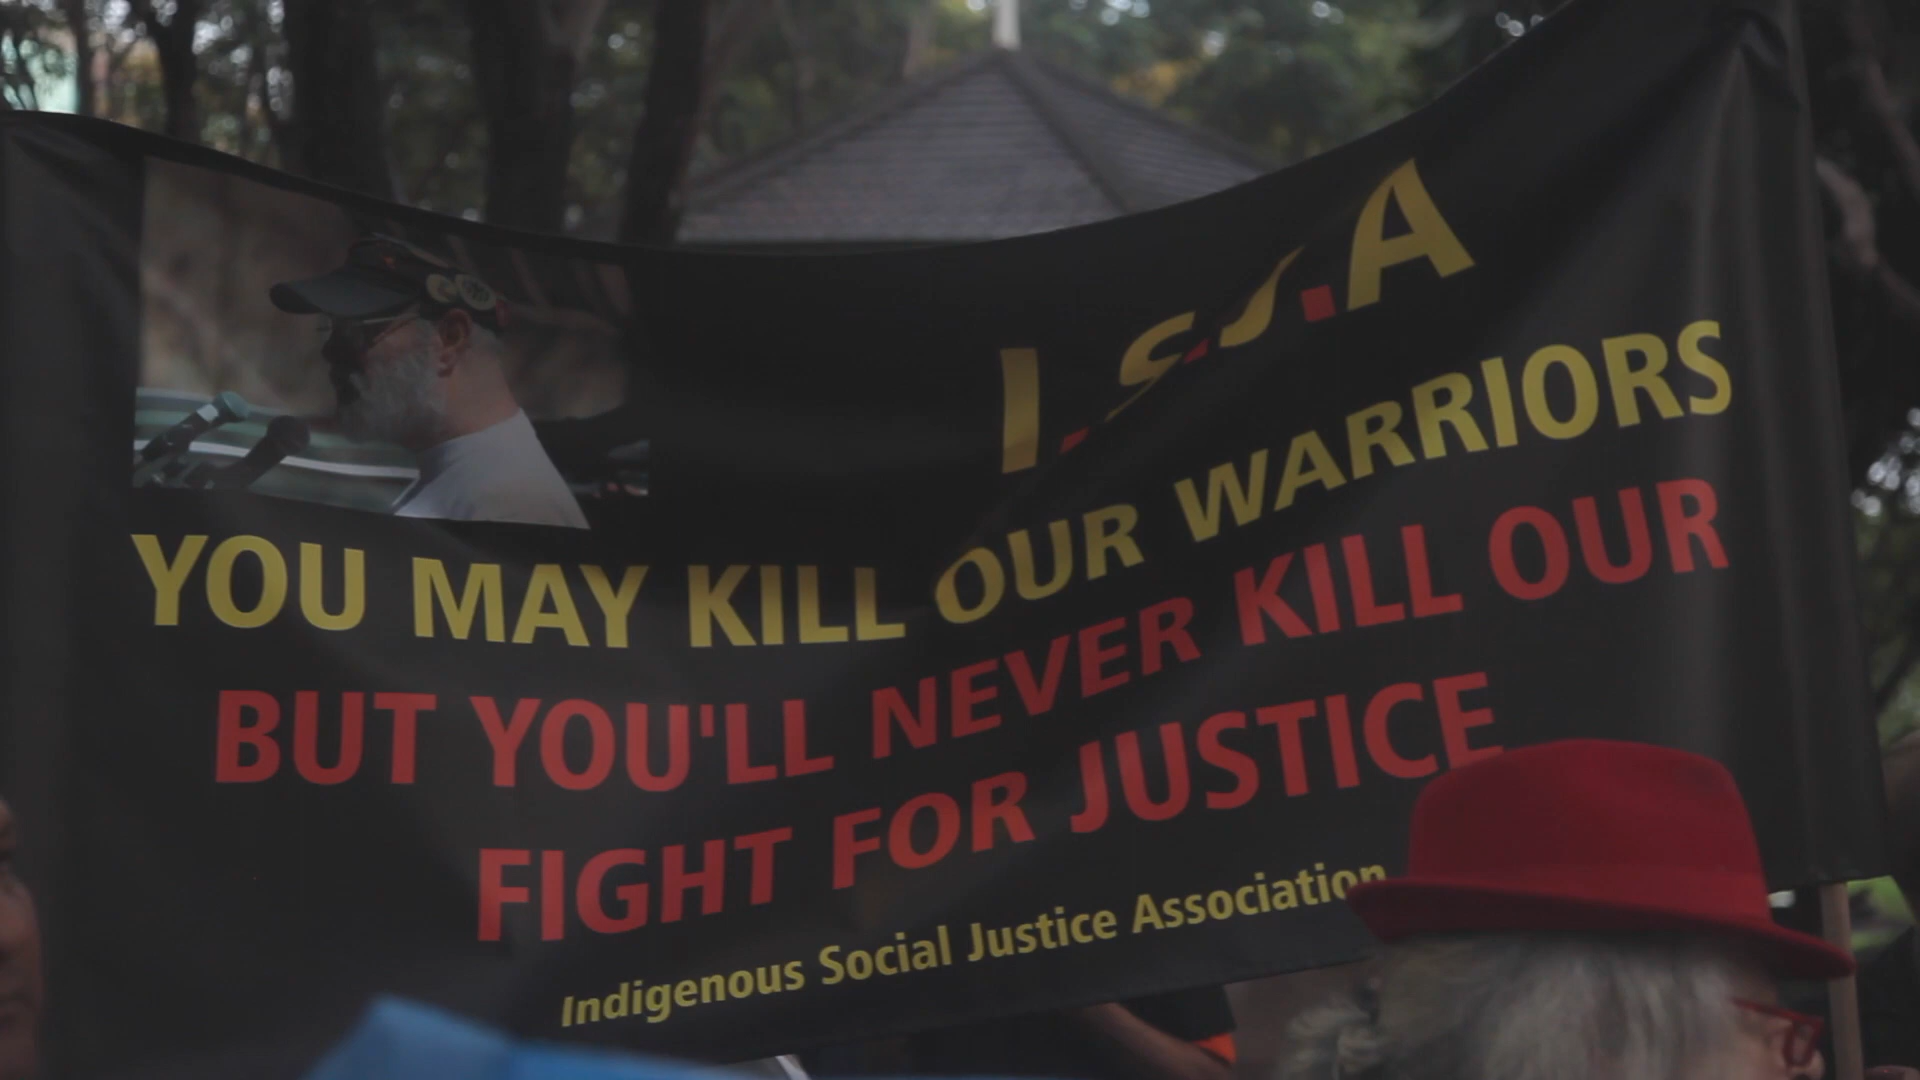 I.S.S.A
YOU MAY KILL OUR WARRIORS
BUT YOU'LL NEVER KILL OUR
FIGHT FOR JUSTICE
Indigenous Social Justice Association